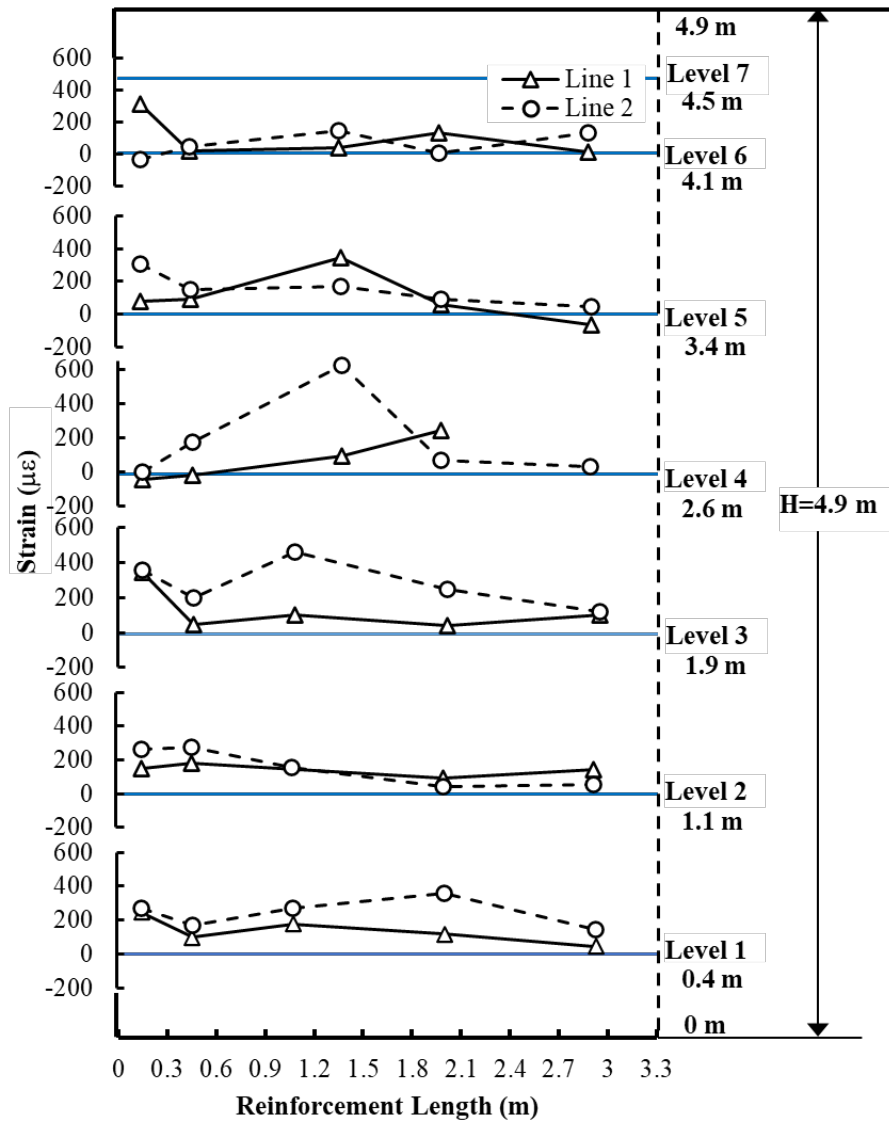 4.9 m
600
Level 7
400
Line 1
4.5 m
200
Line 2
0
Level 6
-200
4.1 m
600
400
200
0
Level 5
-200
3.4 m
600
400
200
0
Level 4
-200
2.6 m
H=4.9 m
Strain (με)
600
400
200
0
Level 3
-200
1.9 m
600
400
200
0
Level 2
-200
1.1 m
600
400
200
0
Level 1
-200
0.4 m
0 m
0 0.3 0.6 0.9 1.2 1.5 1.8 2.1 2.4 2.7 3 3.3
Reinforcement Length (m)